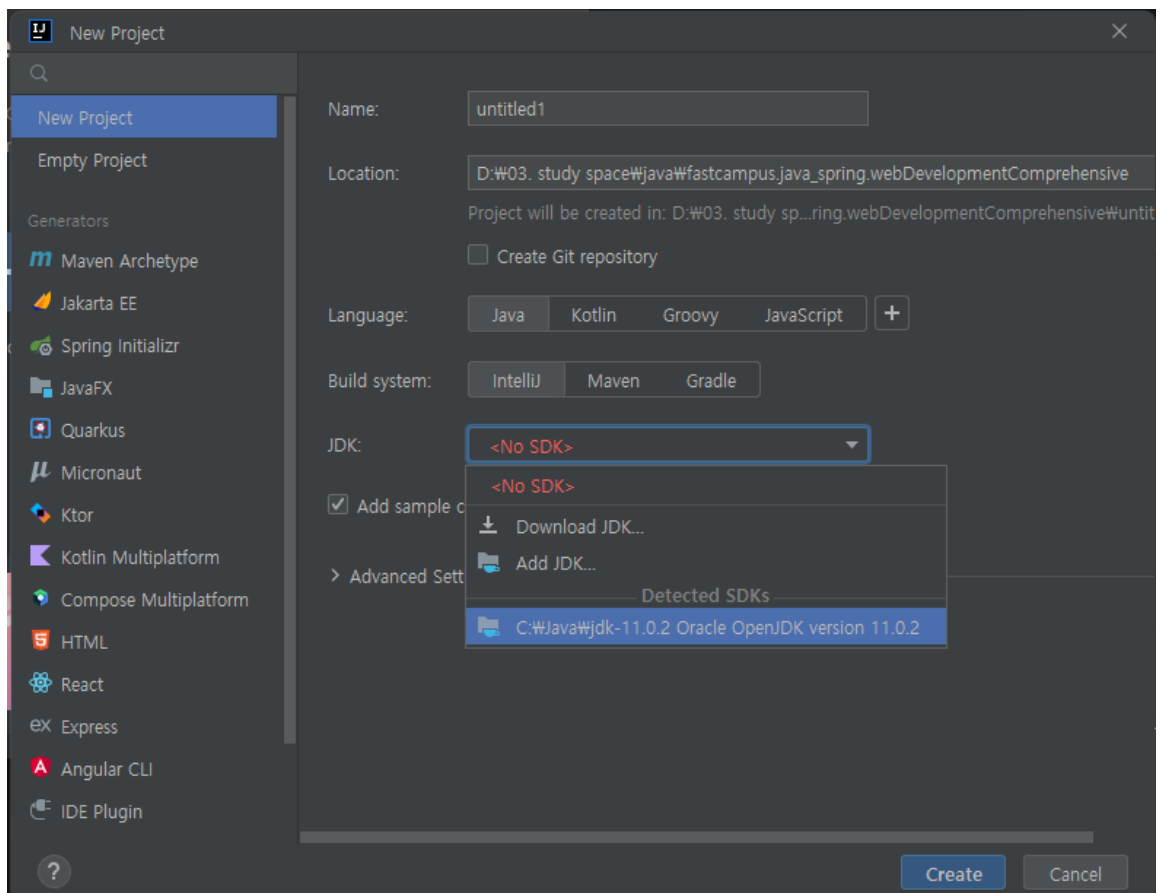 New Project
New Project
Empty Project
Generators
Maven Archetype
Jakarta EE
Spring Initializr
JavaFX
Quarkus
Micronaut
Ktor
Kotlin Multiplatform
Compose Multiplatform
HTML
React
ex Express
Angular CLI
IDE Plugin
Name:
untitled1
Location:
D:₩03. study space₩java₩fastcampus.java_spring.webDevelopmentComprehensive
Project will be created in: D:₩03. study sp...ring.webDevelopmentComprehensive₩untit
Create Git repository
Language:
Java Kotlin Groovy JavaScript +
Build system:
IntelliJ Maven Gradle
JDK:
<No SDK>
<No SDK>
Add sample c
Download JDK...
Add JDK...
Advanced Sett
Detected SDKs
C:₩Java₩jdk-11.0.2 Oracle OpenJDK version 11.0.2
?
Create
Cancel